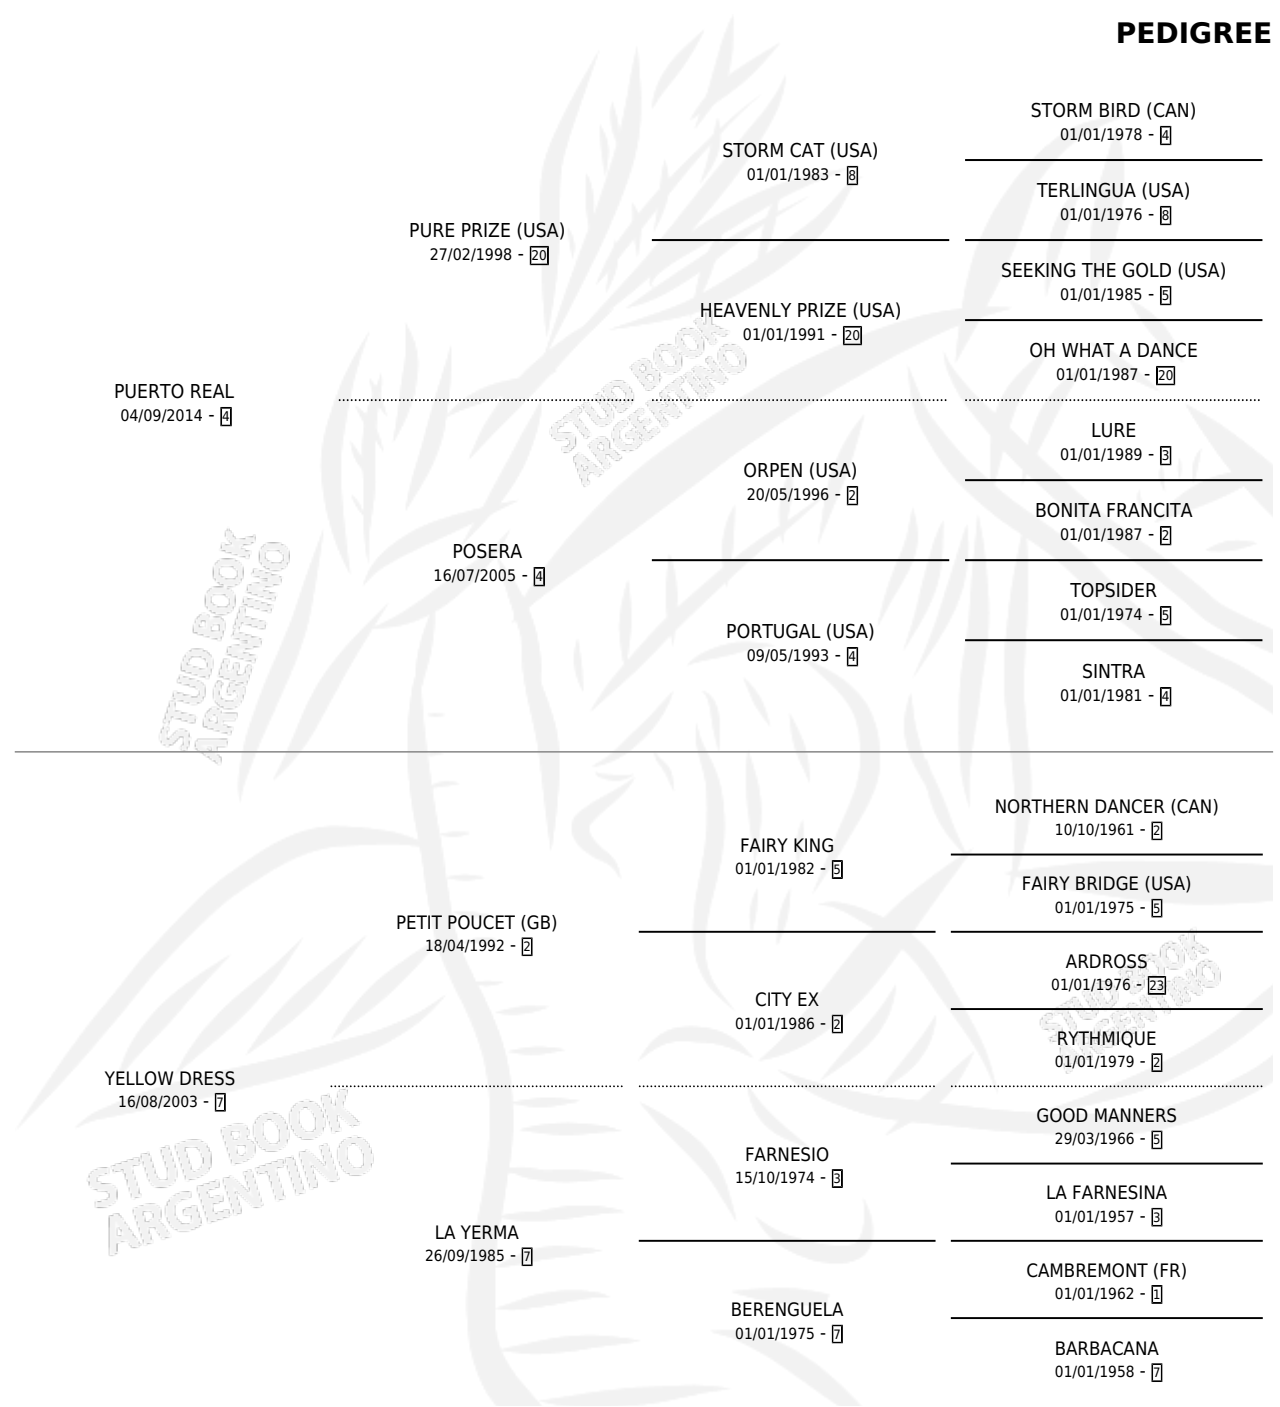 PEDIGREE
STORM BIRD (CAN)
01/01/1978 - 4
STORM CAT (USA)
01/01/1983 - 8
TERLINGUA (USA)
01/01/1976 - 8
PURE PRIZE (USA)
27/02/1998 - 20
SEEKING THE GOLD (USA)
01/01/1985 - 5
HEAVENLY PRIZE (USA)
01/01/1991 - 20
OH WHAT A DANCE
01/01/1987 - 20
PUERTO REAL
04/09/2014 - 4
LURE
01/01/1989 - 3
ORPEN (USA)
20/05/1996 - 2
BONITA FRANCITA
01/01/1987 - 2
POSERA
16/07/2005 - 4
TOPSIDER
01/01/1974 - 5
PORTUGAL (USA)
09/05/1993 - 4
SINTRA
01/01/1981 - 4
NORTHERN DANCER (CAN)
10/10/1961 - 2
FAIRY KING
01/01/1982 - 5
FAIRY BRIDGE (USA)
01/01/1975 - 5
PETIT POUCET (GB)
18/04/1992 - 2
ARDROSS
01/01/1976 - 23
CITY EX
01/01/1986 - 2
RYTHMIQUE
01/01/1979 - 2
YELLOW DRESS
16/08/2003 - 7
GOOD MANNERS
29/03/1966 - 5
FARNESIO
15/10/1974 - 3
LA FARNESINA
01/01/1957 - 3
LA YERMA
26/09/1985 - 7
CAMBREMONT (FR)
01/01/1962 - 1
BERENGUELA
01/01/1975 - 7
BARBACANA
01/01/1958 - 7
STUD BOOK
ARGENTINO
STUD BOOK
ARGENTINO
STUD BOOK
ARGENTINO
STUD BOOK
ARGENTINO